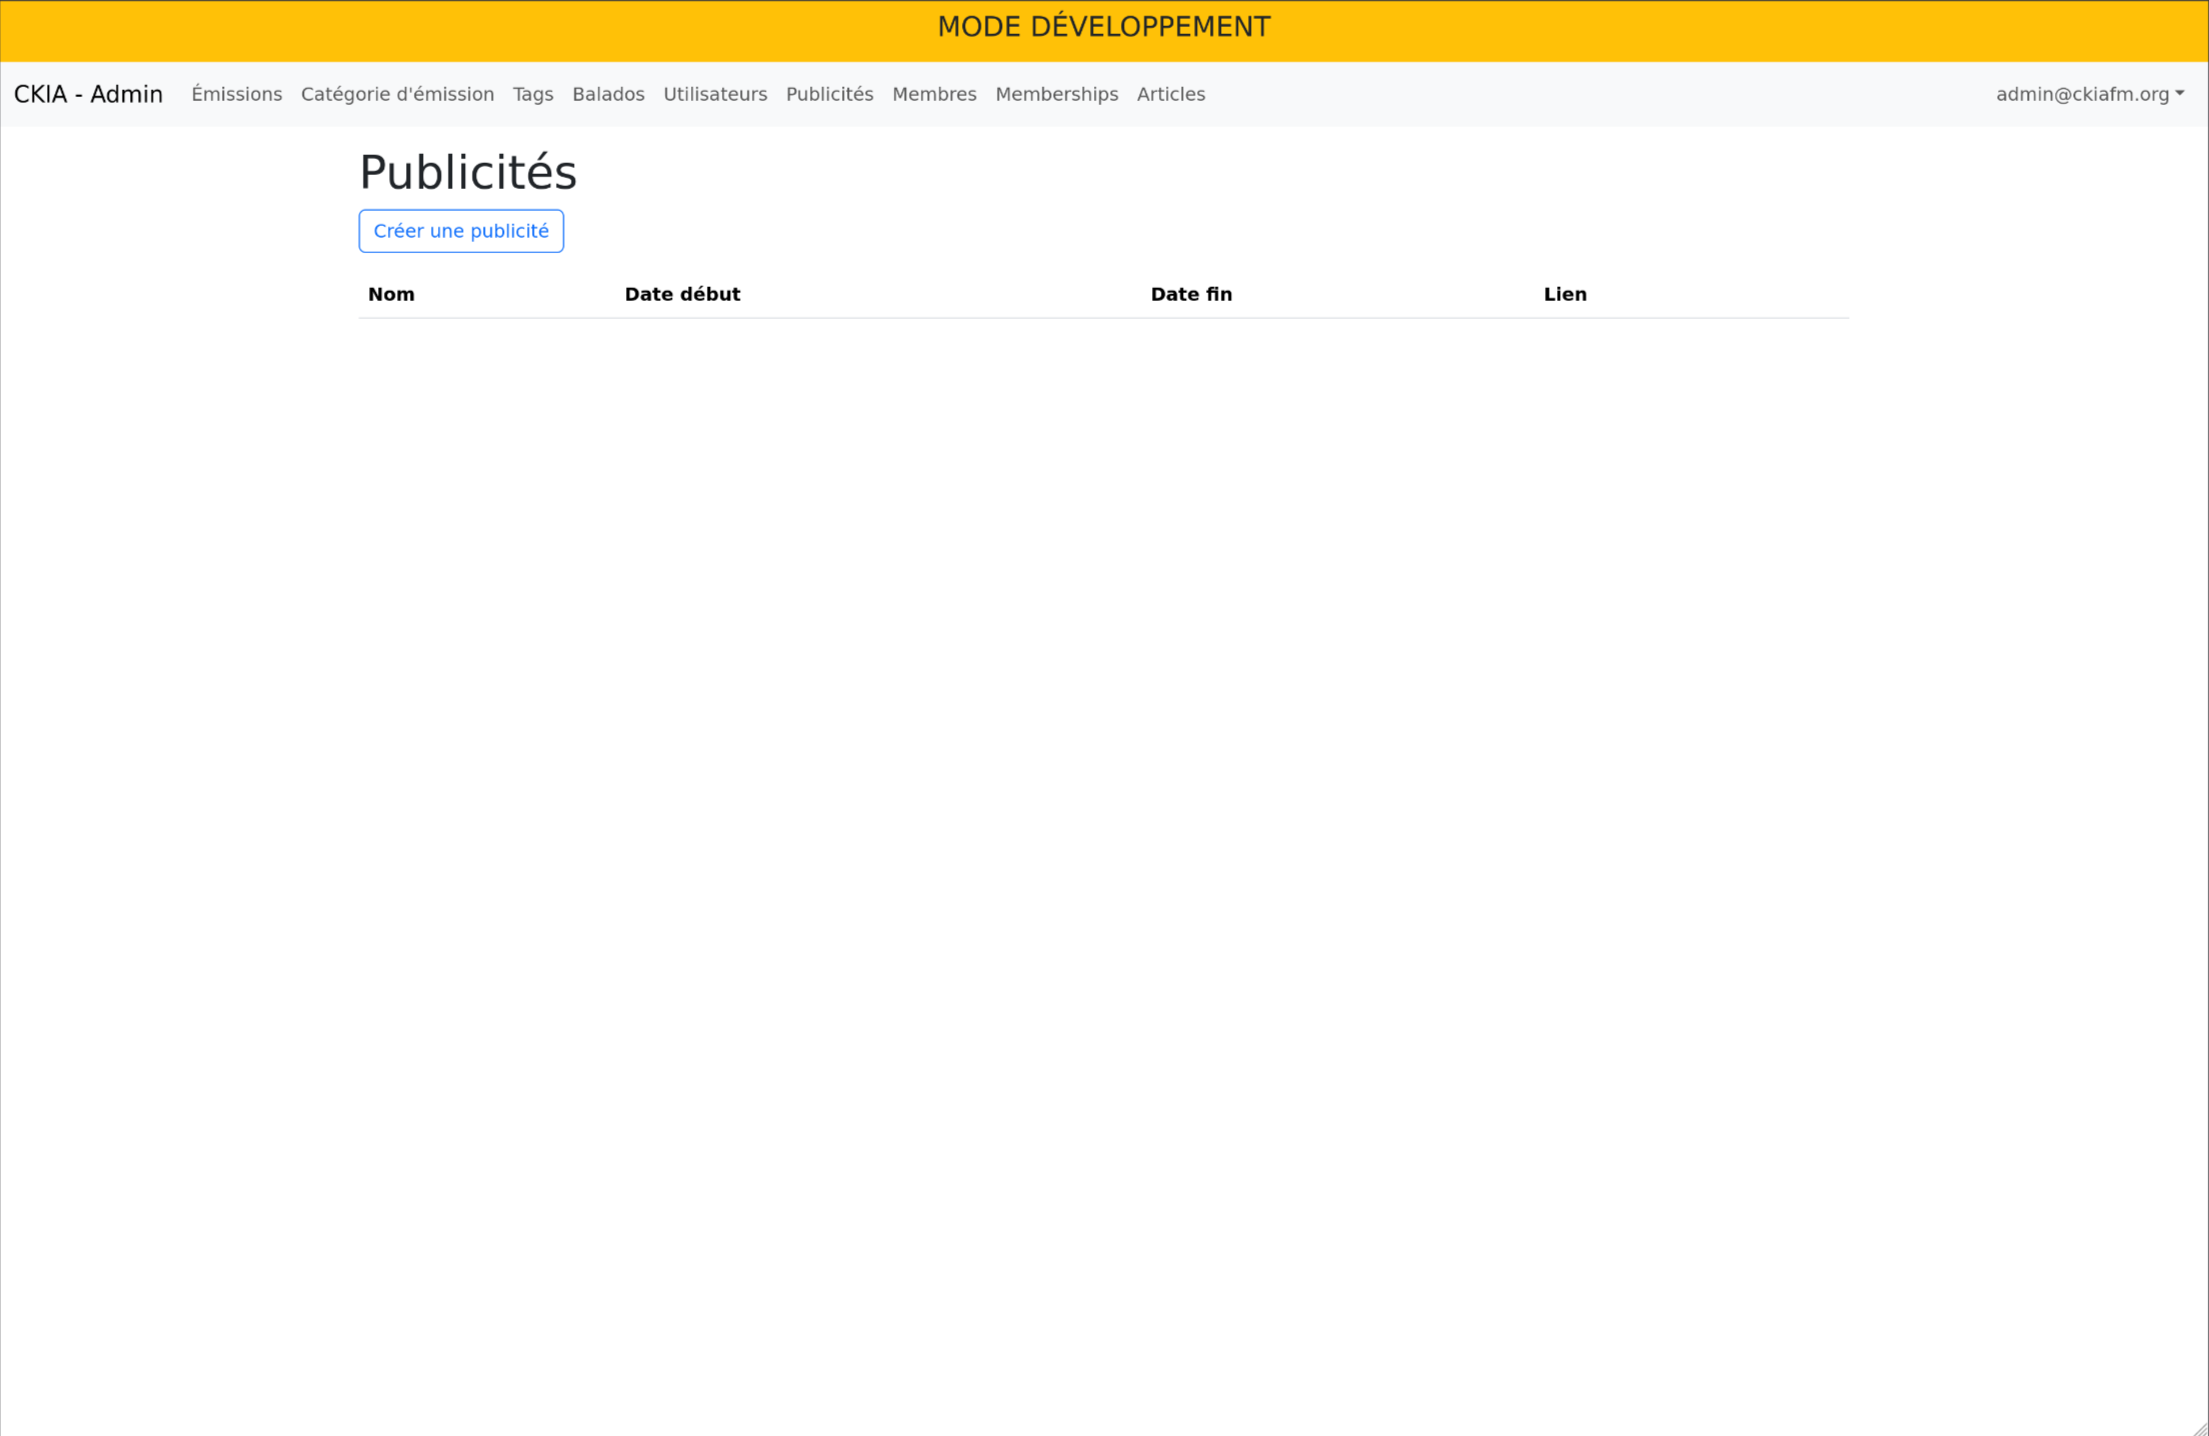 MODE DÉVELOPPEMENT
CKIA - Admin Émissions Catégorie d'émission Tags Balados Utilisateurs Publicités Membres Memberships Articles admin@ckiafm.org
Publicités
Créer une publicité
Nom Date début Date fin Lien